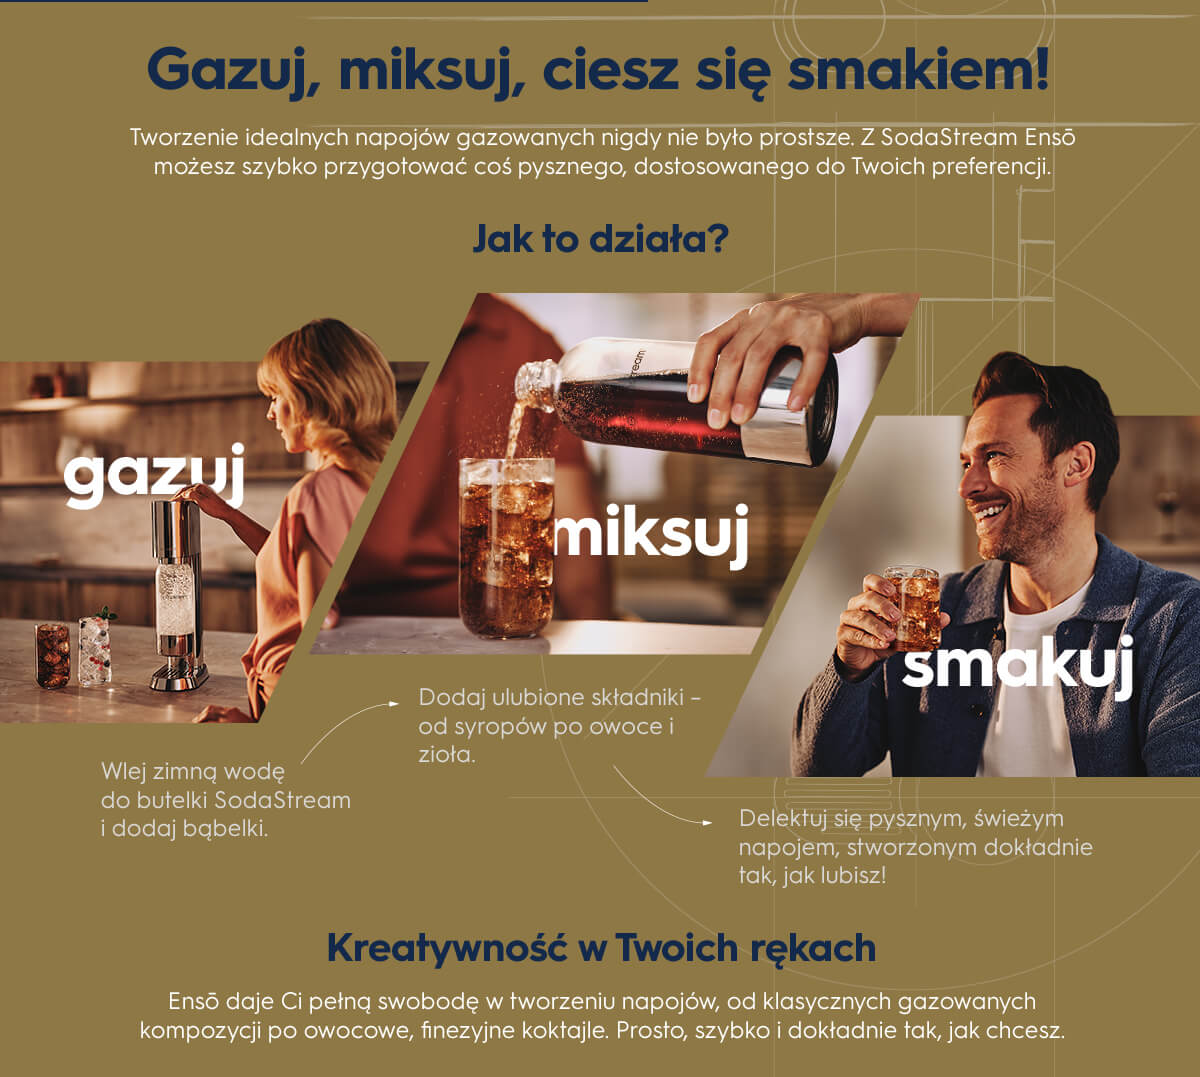 Gazuj, miksuj, ciesz się smakiem!
Tworzenie idealnych napojów gazowanych nigdy nie było prostsze. Z SodaStream Ensō
możesz szybko przygotować coś pysznego, dostosowanego do Twoich preferencji.
Jak to działa?
gazuj
ream
miksuj
smakuj
Wlej zimną wodę
do butelki SodaStream
i dodaj bąbelki.
Dodaj ulubione składniki –
od syropów po owoce i
zioła.
Delektuj się pysznym, świeżym
napojem, stworzonym dokładnie
tak, jak lubisz!
Kreatywność w Twoich rękach
Ensō daje Ci pełną swobodę w tworzeniu napojów, od klasycznych gazowanych
kompozycji po owocowe, finezyjne koktajle. Prosto, szybko i dokładnie tak, jak chcesz.